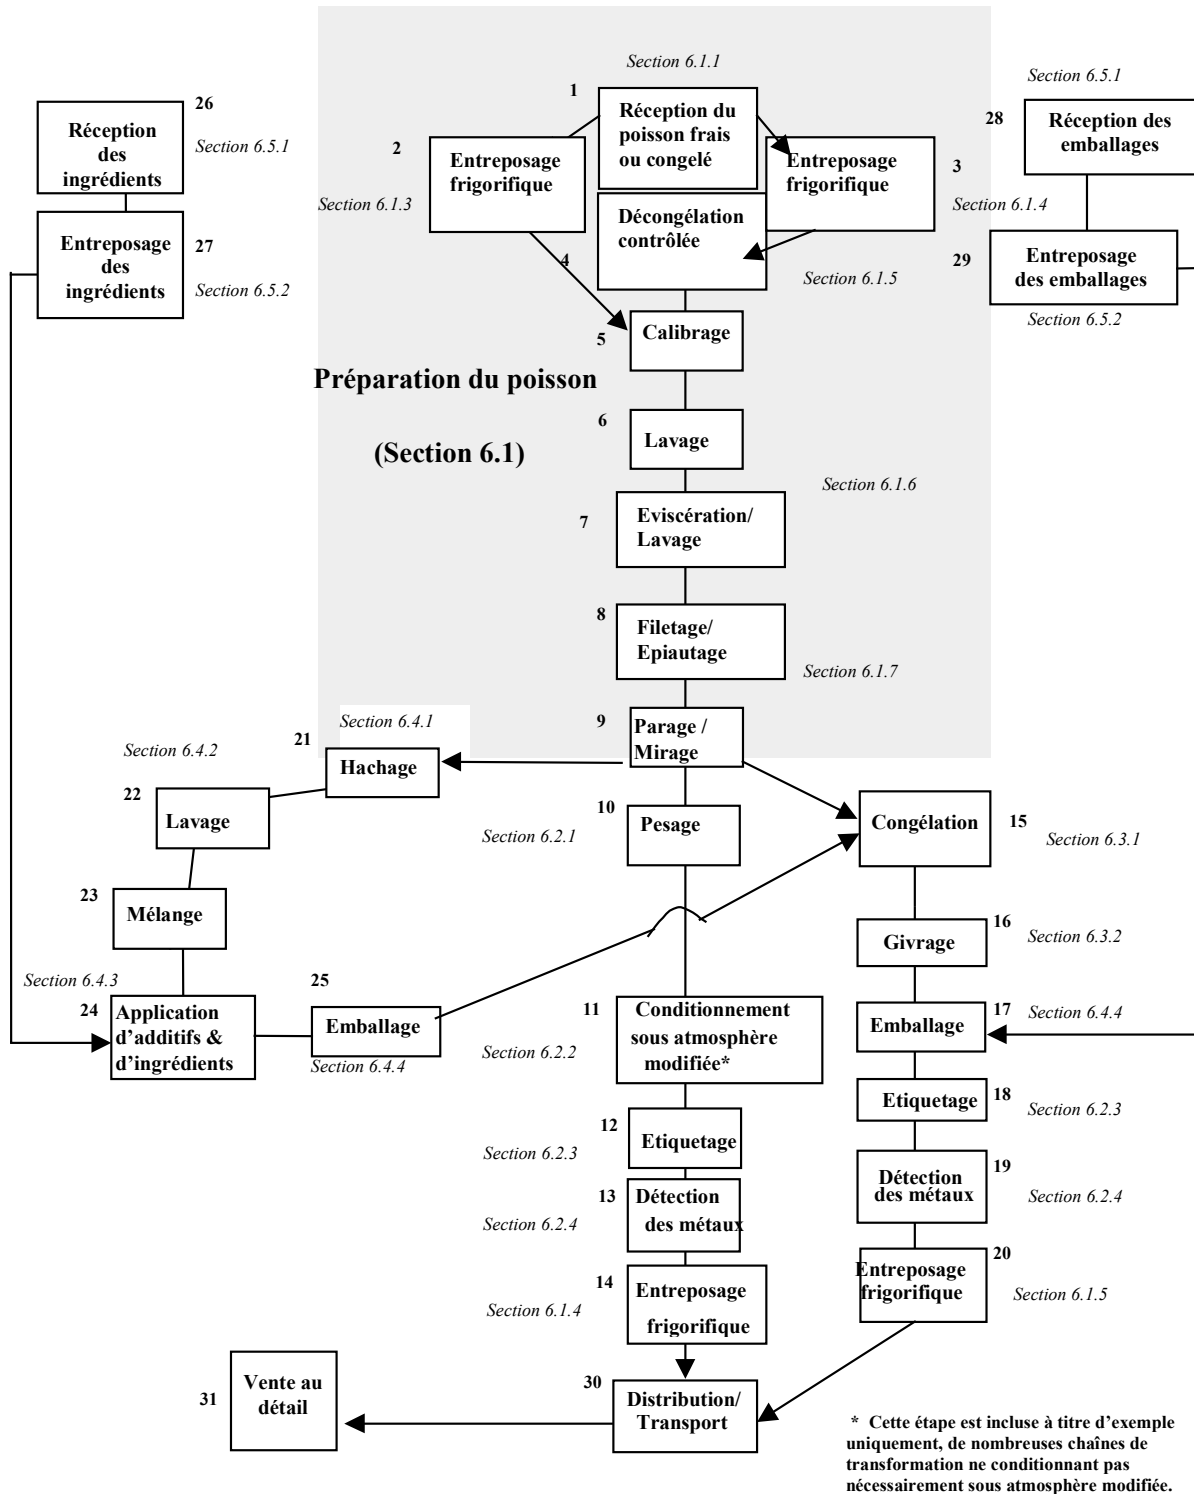 Section 6.1.1
1
Réception du
poisson frais
ou congelé
2
Entreposage
frigorifique
Section 6.1.3
Entreposage
frigorifique
3
Section 6.1.4
Décongélation
contrôlée
4
Section 6.1.5
26
Réception
des
ingrédients
Section 6.5.1
Entreposage
des
ingrédients
27
Section 6.5.2
Section 6.5.1
28
Réception des
emballages
29
Entreposage
des emballages
Section 6.5.2
5
Calibrage
Préparation du poisson
(Section 6.1)
6
Lavage
Section 6.1.6
7
Eviscération/
Lavage
8
Filetage/
Epiautage
Section 6.1.7
9
Parage /
Mirage
Section 6.4.1
21
Hachage
Section 6.4.2
22
Lavage
23
Mélange
Section 6.4.3
24
Application
d'additifs &
d'ingrédients
25
Emballage
Section 6.4.4
10
Pesage
Section 6.2.1
11
Conditionnement
sous atmosphère
modifiée*
Section 6.2.2
12
Etiquetage
Section 6.2.3
13
Détection
des métaux
Section 6.2.4
14
Entreposage
frigorifique
Section 6.1.4
Congélation
15
Section 6.3.1
Givrage
16
Section 6.3.2
Emballage
17
Section 6.4.4
Etiquetage
18
Section 6.2.3
Détection
des métaux
19
Section 6.2.4
20
Entreposage
frigorifique
Section 6.1.5
30
Distribution/
Transport
31
Vente au
détail
* Cette étape est incluse à titre d'exemple
uniquement, de nombreuses chaînes de
transformation ne conditionnant pas
nécessairement sous atmosphère modifiée.